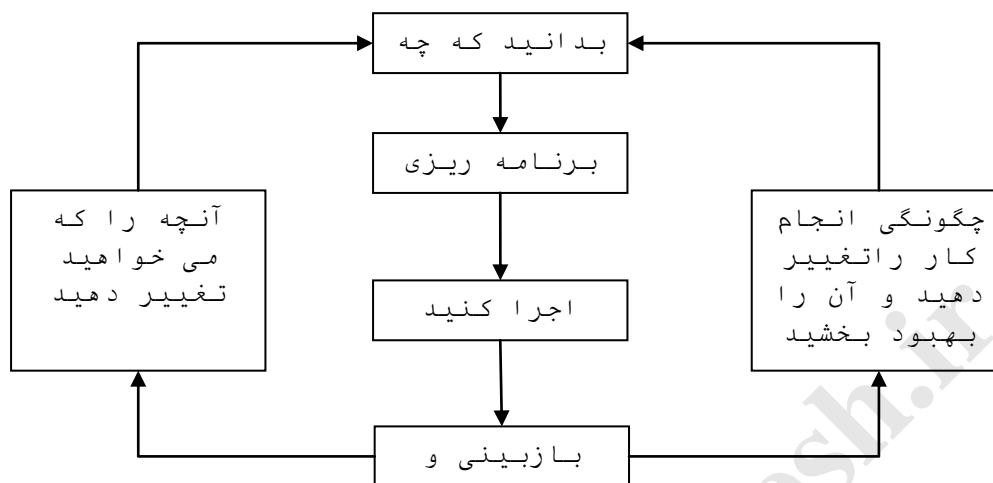 بدانید که چه
برنامه ریزی
آنچه را که
می خواهید
تغییر دهید
چگونگی انجام
کار راتغییر
دهید و آن را
بهبود بخشید
اجرا کنید
بازبینی و